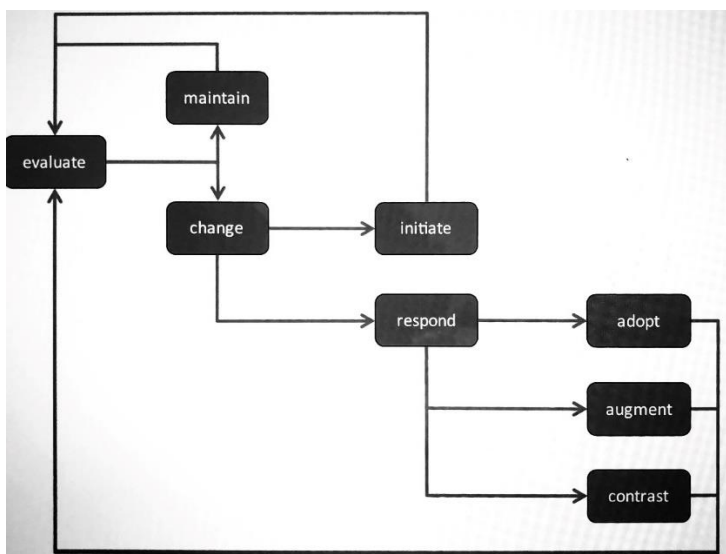 maintain
evaluate
change
initiate
respond
adopt
augment
contrast